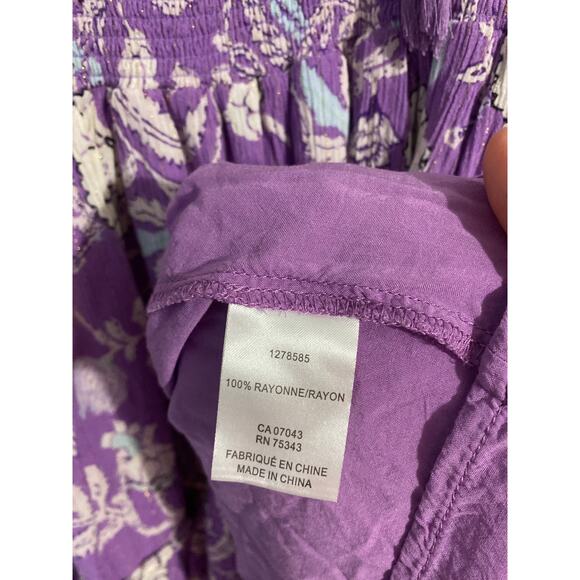 1278585
100% RAYONNE/RAYON
CA 07043
RN 75343
FABRIQUÉ EN CHINE
MADE IN CHINA